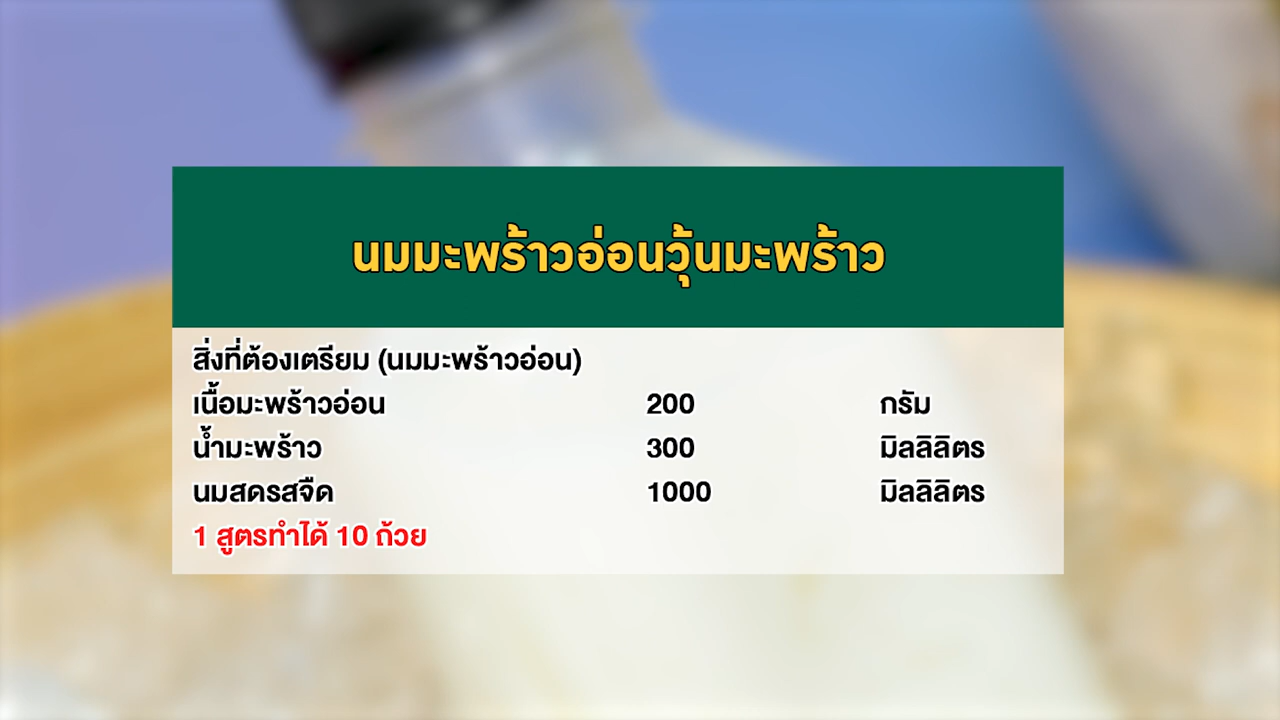 นมมะพร้าวอ่อนวุ้นมะพร้าว
สิ่งที่ต้องเตรียม (นมมะพร้าวอ่อน)
เนื้อมะพร้าวอ่อน 200 กรัม
น้ำมะพร้าว 300 มิลลิลิตร
นมสดรสจืด 1000 มิลลิลิตร
1 สูตรทำได้ 10 ถ้วย